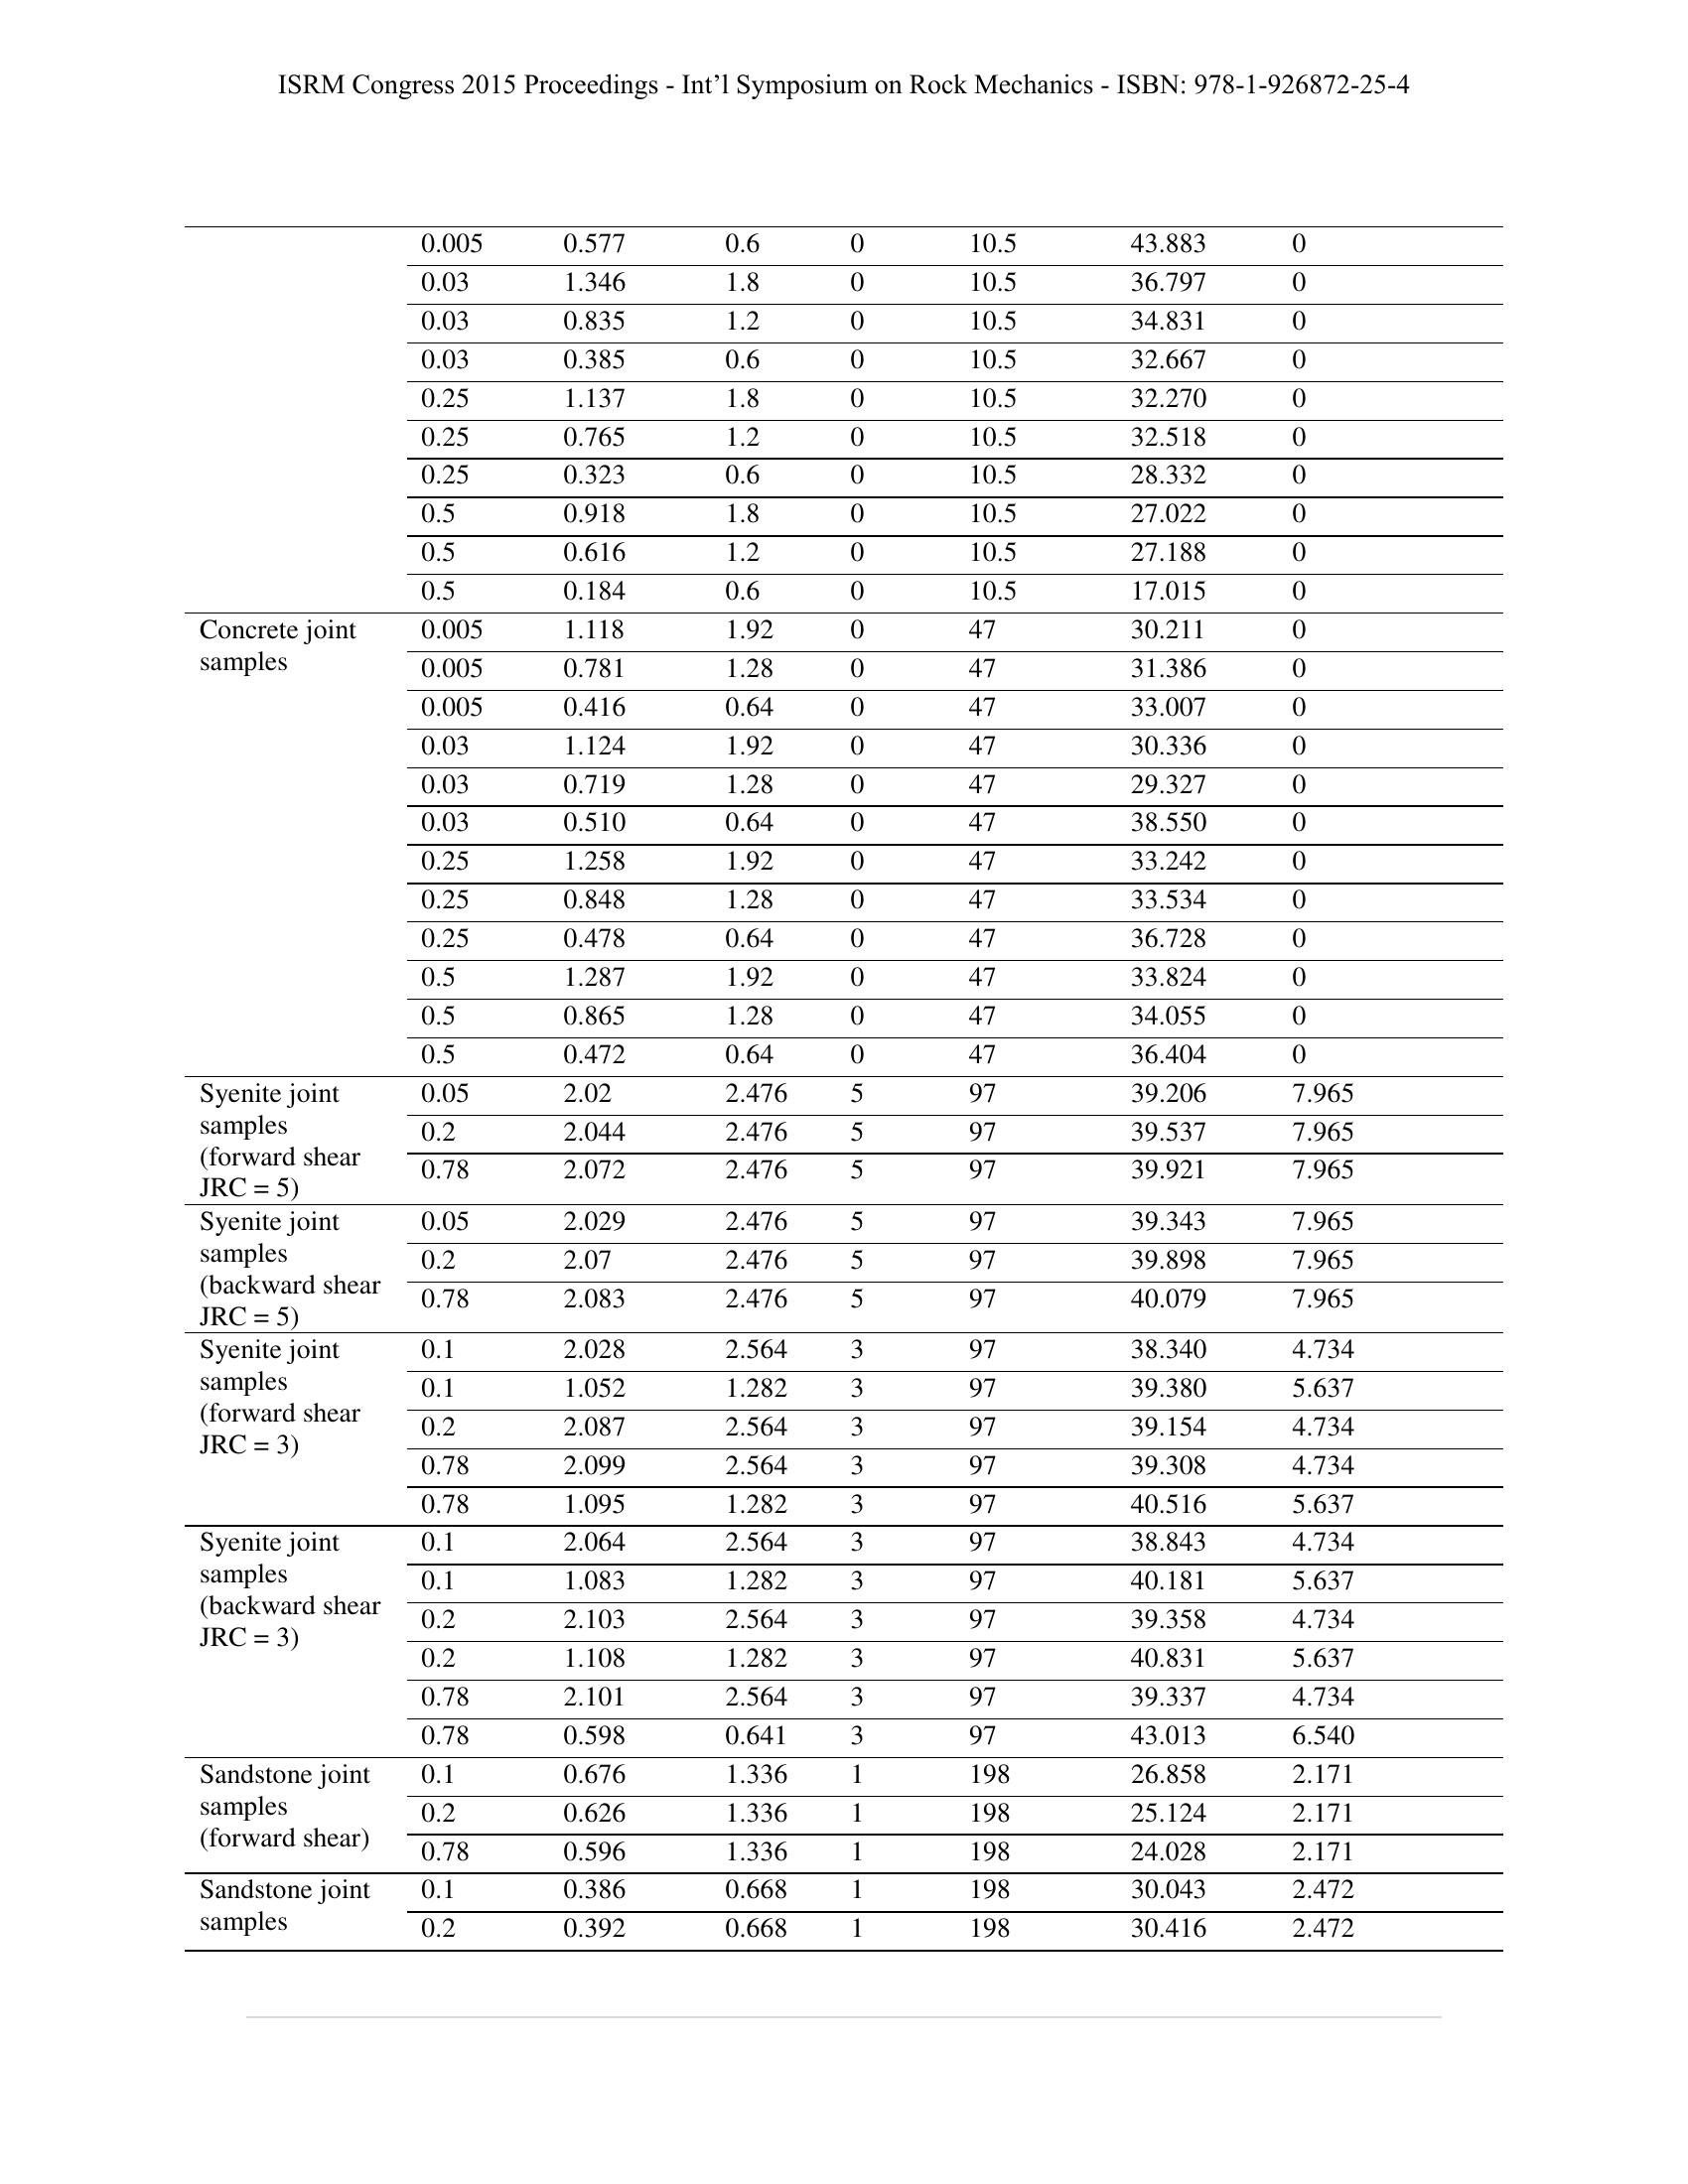 ISRM Congress 2015 Proceedings - Int’l Symposium on Rock Mechanics - ISBN: 978-1-926872-25-4
0.005 0.577 0.6 0 10.5 43.883 0
0.03 1.346 1.8 0 10.5 36.797 0
0.03 0.835 1.2 0 10.5 34.831 0
0.03 0.385 0.6 0 10.5 32.667 0
0.25 1.137 1.8 0 10.5 32.270 0
0.25 0.765 1.2 0 10.5 32.518 0
0.25 0.323 0.6 0 10.5 28.332 0
0.5 0.918 1.8 0 10.5 27.022 0
0.5 0.616 1.2 0 10.5 27.188 0
0.5 0.184 0.6 0 10.5 17.015 0
Concrete joint 0.005 1.118 1.92 0 47 30.211 0
samples 0.005 0.781 1.28 0 47 31.386 0
0.005 0.416 0.64 0 47 33.007 0
0.03 1.124 1.92 0 47 30.336 0
0.03 0.719 1.28 0 47 29.327 0
0.03 0.510 0.64 0 47 38.550 0
0.25 1.258 1.92 0 47 33.242 0
0.25 0.848 1.28 0 47 33.534 0
0.25 0.478 0.64 0 47 36.728 0
0.5 1.287 1.92 0 47 33.824 0
0.5 0.865 1.28 0 47 34.055 0
0.5 0.472 0.64 0 47 36.404 0
Syenite joint 0.05 2.02 2.476 5 97 39.206 7.965
samples 0.2 2.044 2.476 5 97 39.537 7.965
(forward shear 0.78 2.072 2.476 5 97 39.921 7.965
JRC = 5)
Syenite joint 0.05 2.029 2.476 5 97 39.343 7.965
samples 0.2 2.07 2.476 5 97 39.898 7.965
(backward shear 0.78 2.083 2.476 5 97 40.079 7.965
JRC = 5)
Syenite joint 0.1 2.028 2.564 3 97 38.340 4.734
samples 0.1 1.052 1.282 3 97 39.380 5.637
(forward shear 0.2 2.087 2.564 3 97 39.154 4.734
JRC = 3) 0.78 2.099 2.564 3 97 39.308 4.734
0.78 1.095 1.282 3 97 40.516 5.637
Syenite joint 0.1 2.064 2.564 3 97 38.843 4.734
samples 0.1 1.083 1.282 3 97 40.181 5.637
(backward shear 0.2 2.103 2.564 3 97 39.358 4.734
JRC = 3) 0.2 1.108 1.282 3 97 40.831 5.637
0.78 2.101 2.564 3 97 39.337 4.734
0.78 0.598 0.641 3 97 43.013 6.540
Sandstone joint 0.1 0.676 1.336 1 198 26.858 2.171
samples 0.2 0.626 1.336 1 198 25.124 2.171
(forward shear) 0.78 0.596 1.336 1 198 24.028 2.171
Sandstone joint 0.1 0.386 0.668 1 198 30.043 2.472
samples 0.2 0.392 0.668 1 198 30.416 2.472